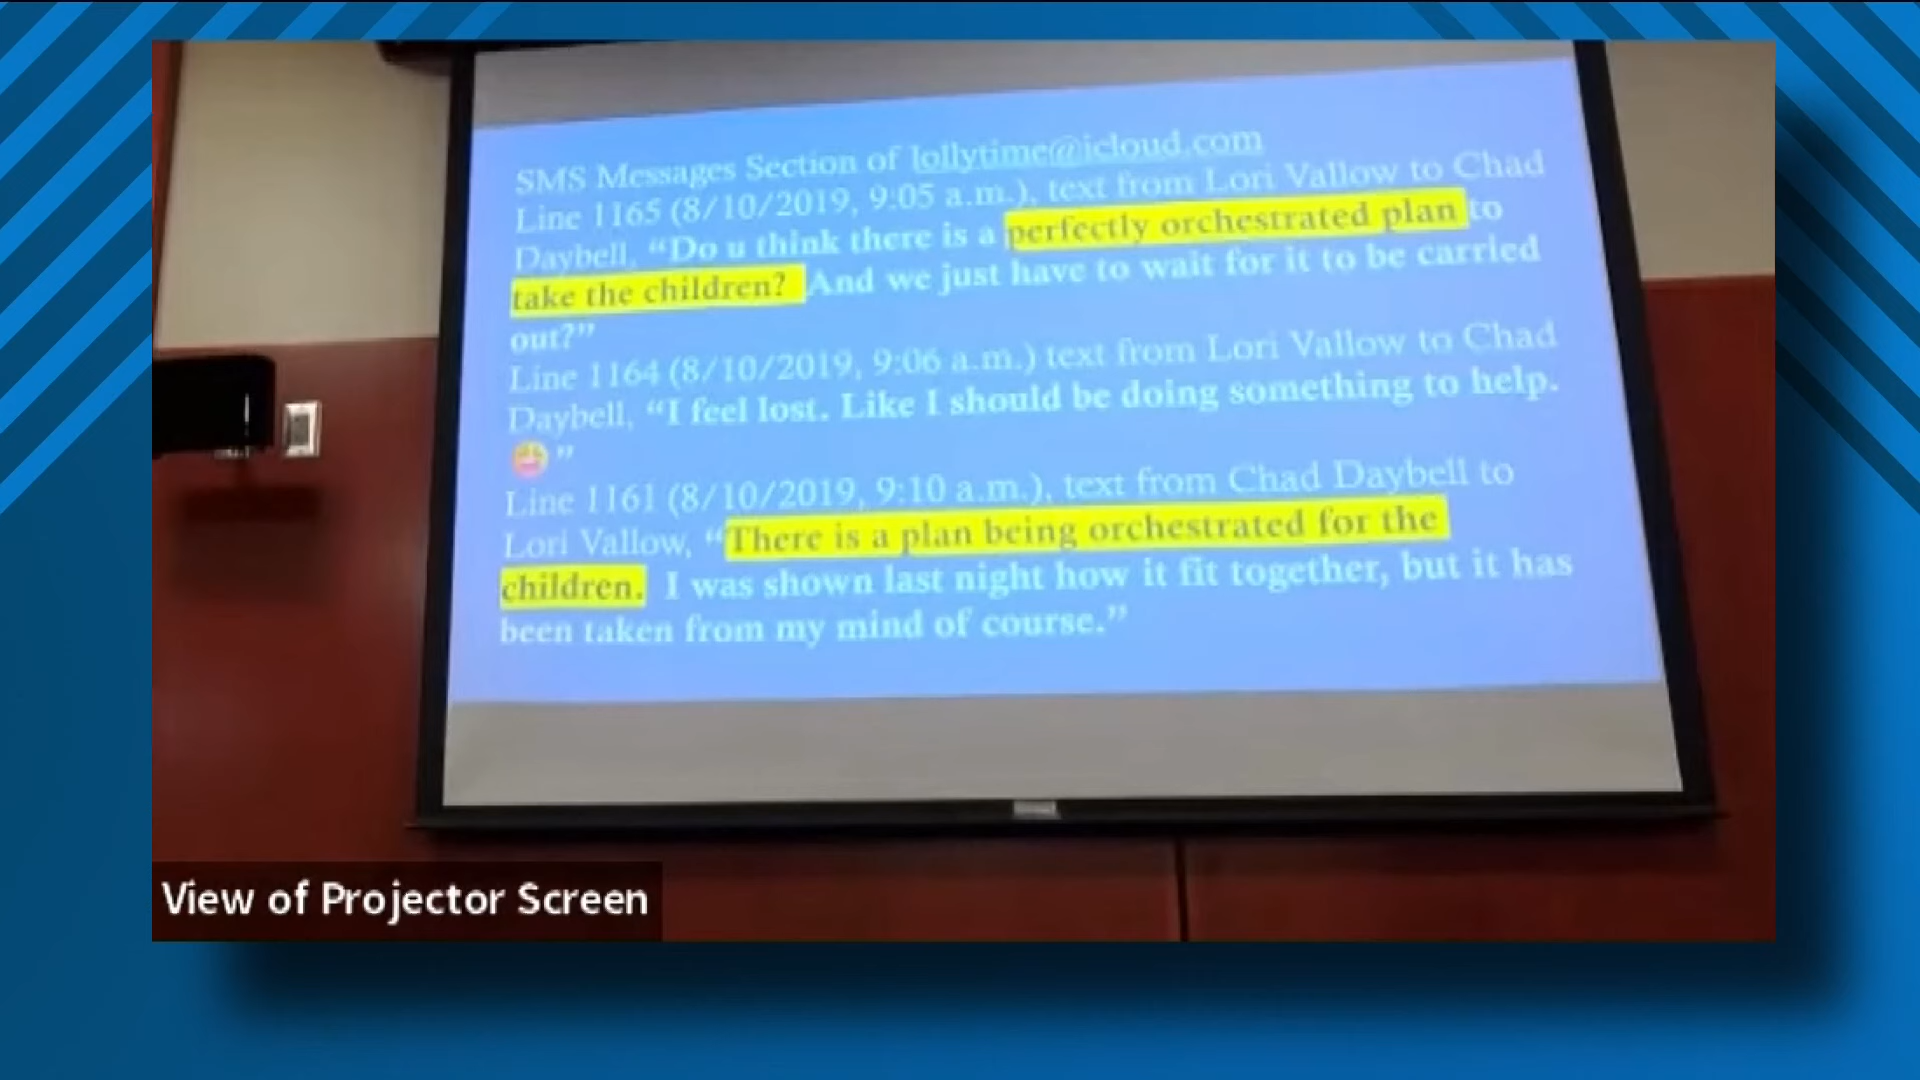 SMS Messages Section of lollytime@icloud.com
Line 1165 (8/10/2019, 9:05 a.m.), text from Lori Vallow to Chad
Daybell, “Do u think there is a perfectly orchestrated plan to
take the children? And we just have to wait for it to be carried
out?”
Line 1164 (8/10/2019, 9:06 a.m.) text from Lori Vallow to Chad
Daybell, “I feel lost. Like I should be doing something to help.
😩”
Line 1161 (8/10/2019, 9:10 a.m.), text from Chad Daybell to
Lori Vallow, “There is a plan being orchestrated for the
children. I was shown last night how it fit together, but it has
been taken from my mind of course.”
View of Projector Screen